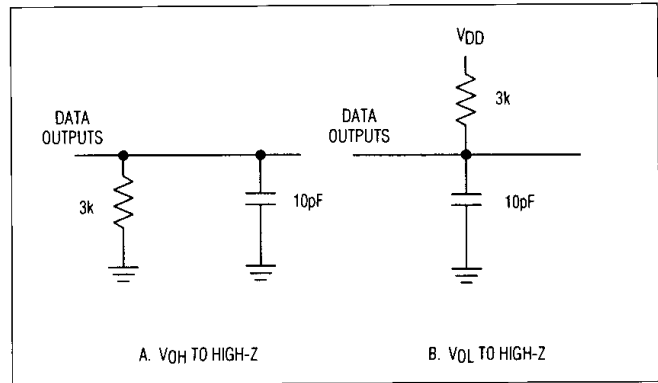 DATA
OUTPUTS
3k
10pF
A. VOH TO HIGH-Z
VDD
3k
DATA
OUTPUTS
10pF
B. VOL TO HIGH-Z